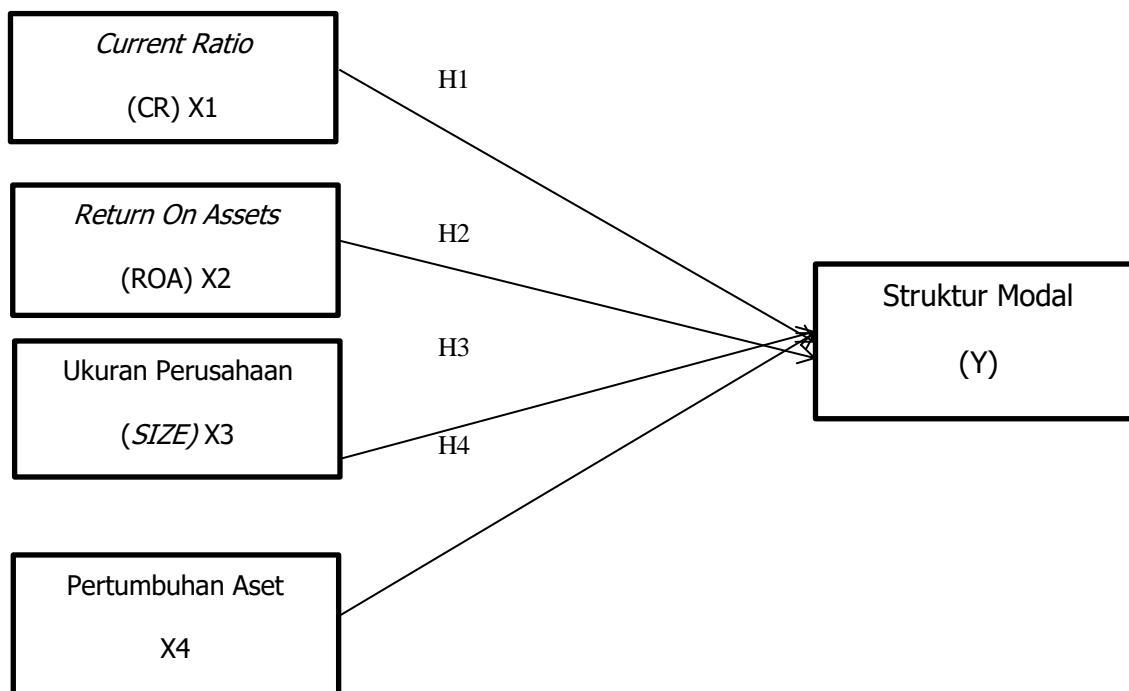 Current Ratio
(CR) X1
H1
Return On Assets
(ROA) X2
H2
Ukuran Perusahaan
(SIZE) X3
H3
H4
Pertumbuhan Aset
X4
Struktur Modal
(Y)